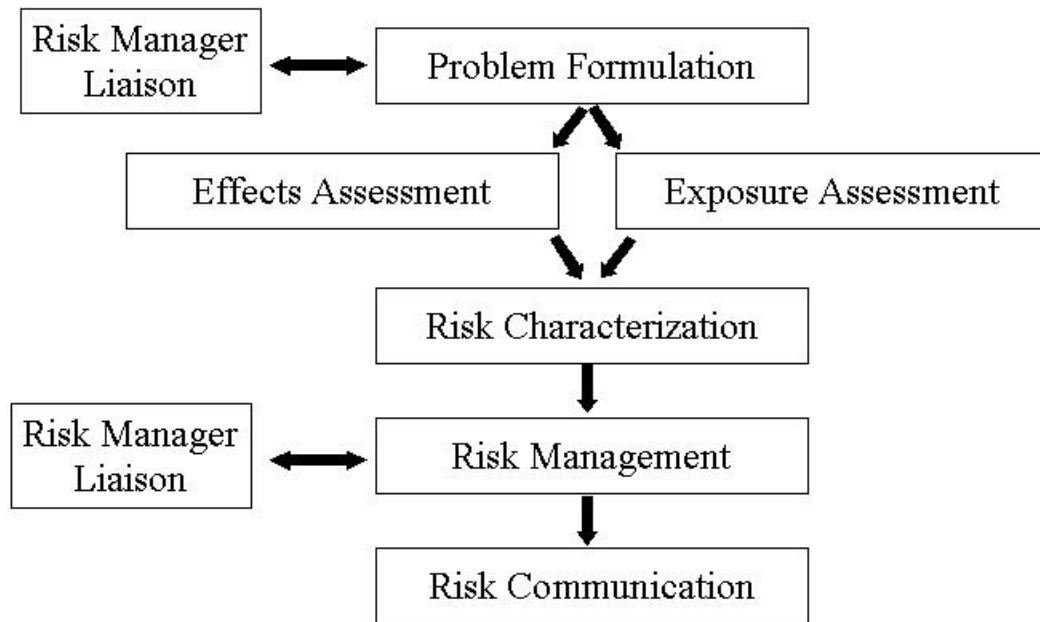 Risk Manager
Liaison
Problem Formulation
Effects Assessment
Exposure Assessment
Risk Characterization
Risk Manager
Liaison
Risk Management
Risk Communication